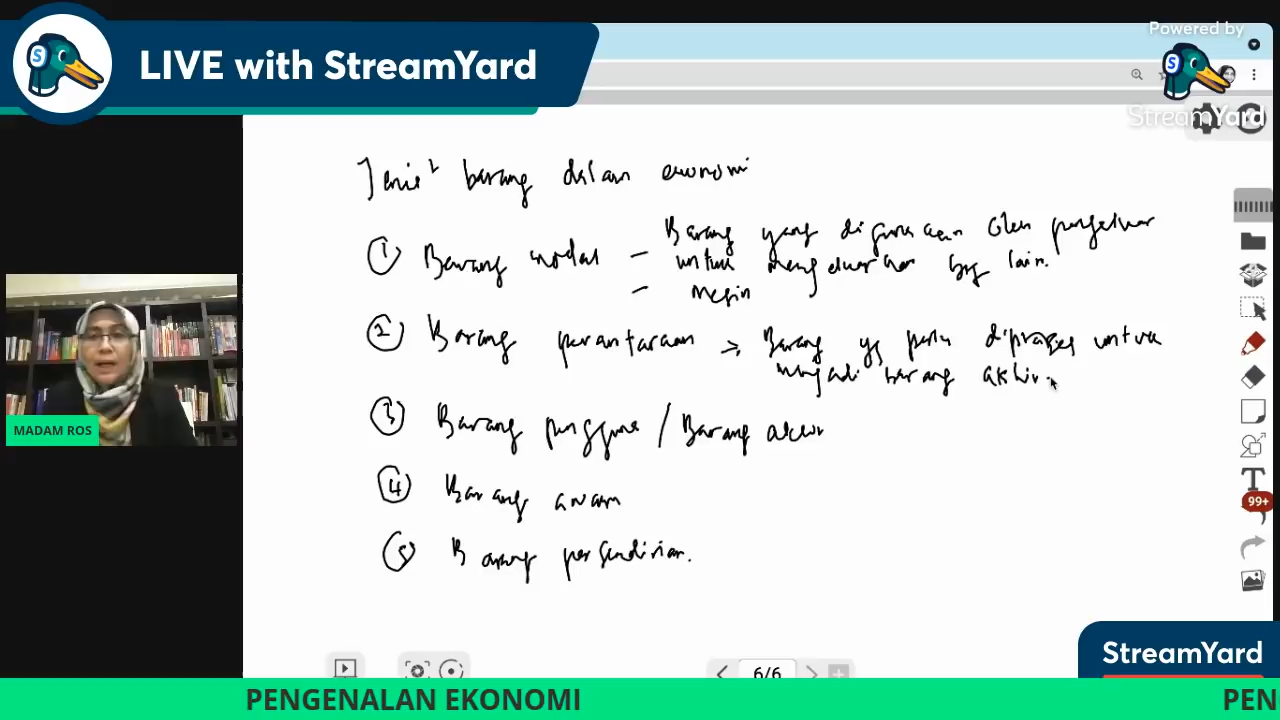 LIVE with StreamYard
Powered by
StreamYard
Jenis² barang dalam ekonomi
① Barang modal – Barang yang digunakan oleh pengeluar
untuk mengeluarkan brg lain.
– Mesin
② Barang perantaraan => Barang yg perlu diproses untuk
menjadi barang akhir.
③ Barang pengguna / Barang akhir
④ Barang awam
⑤ Barang persendirian.
MADAM ROS
99+
6/6
StreamYard
PENGENALAN EKONOMI
PEN